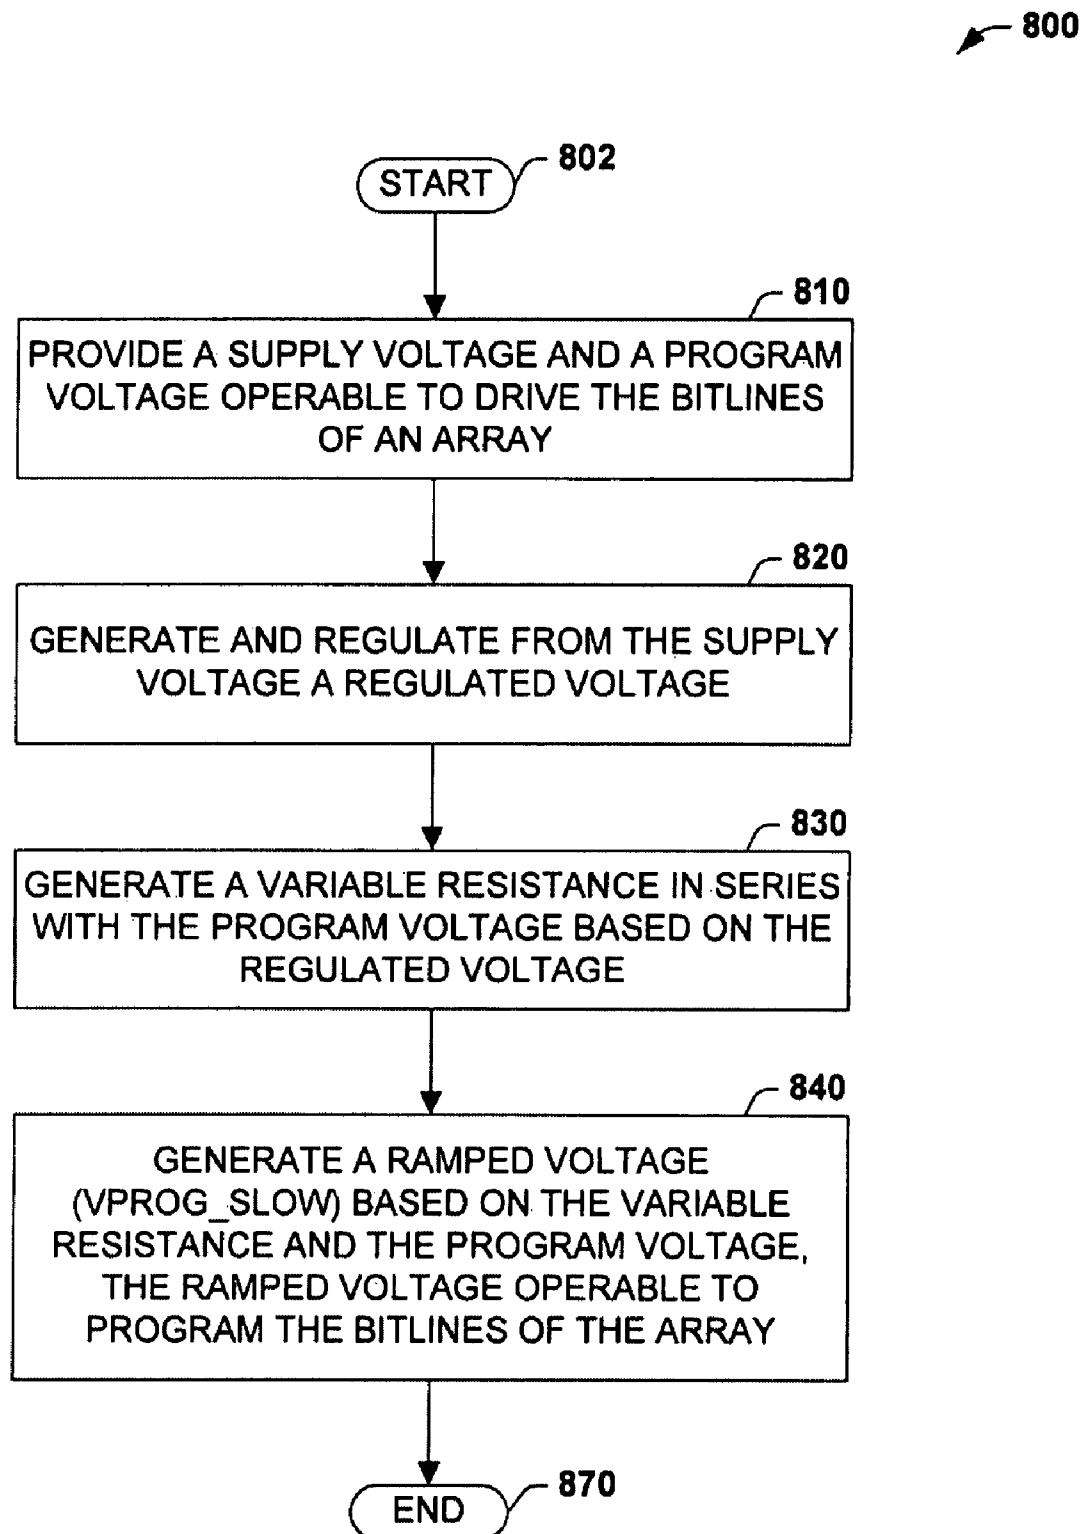 800
802
START
810
PROVIDE A SUPPLY VOLTAGE AND A PROGRAM
VOLTAGE OPERABLE TO DRIVE THE BITLINES
OF AN ARRAY
820
GENERATE AND REGULATE FROM THE SUPPLY
VOLTAGE A REGULATED VOLTAGE
830
GENERATE A VARIABLE RESISTANCE IN SERIES
WITH THE PROGRAM VOLTAGE BASED ON THE
REGULATED VOLTAGE
840
GENERATE A RAMPED VOLTAGE
(VPROG_SLOW) BASED ON THE VARIABLE
RESISTANCE AND THE PROGRAM VOLTAGE,
THE RAMPED VOLTAGE OPERABLE TO
PROGRAM THE BITLINES OF THE ARRAY
870
END